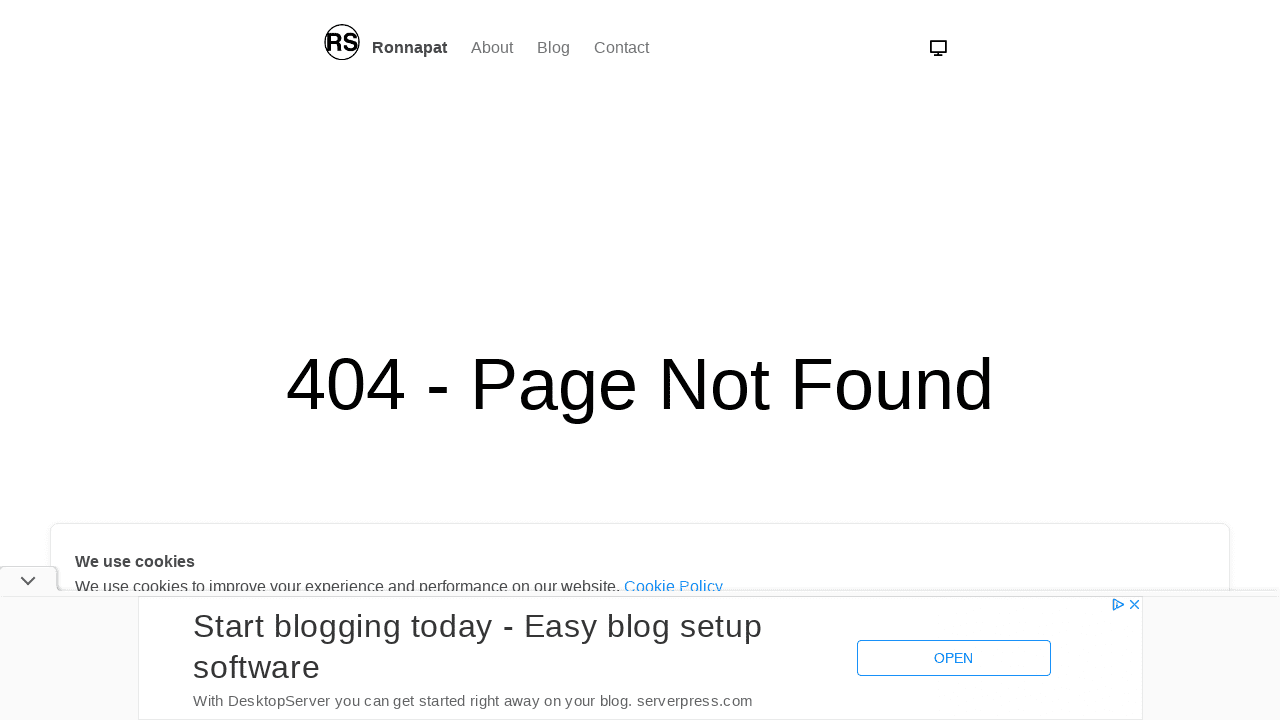 RS Ronnapat About Blog Contact
404 - Page Not Found
We use cookies
We use cookies to improve your experience and performance on our website. Cookie Policy
Start blogging today - Easy blog setup
software
With DesktopServer you can get started right away on your blog. serverpress.com
OPEN